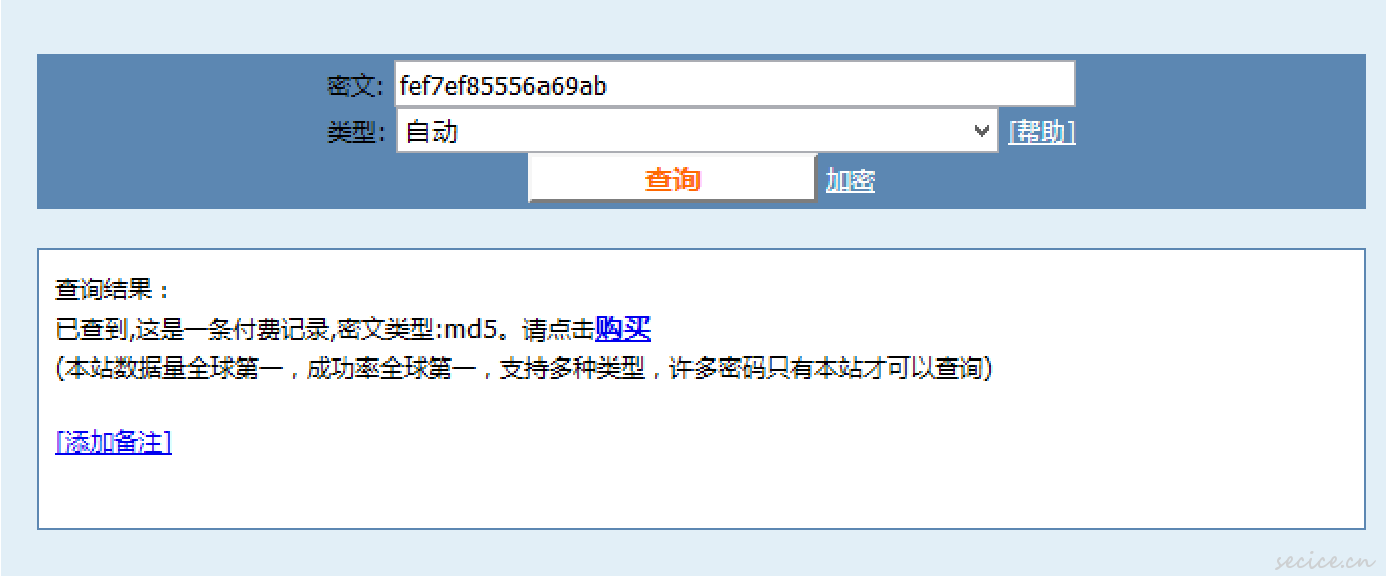 密文: fef7ef85556a69ab
类型: 自动 [帮助]
查询 加密
查询结果：
已查到,这是一条付费记录,密文类型:md5。请点击购买
(本站数据量全球第一，成功率全球第一，支持多种类型，许多密码只有本站才可以查询)
[添加备注]
secice.cn